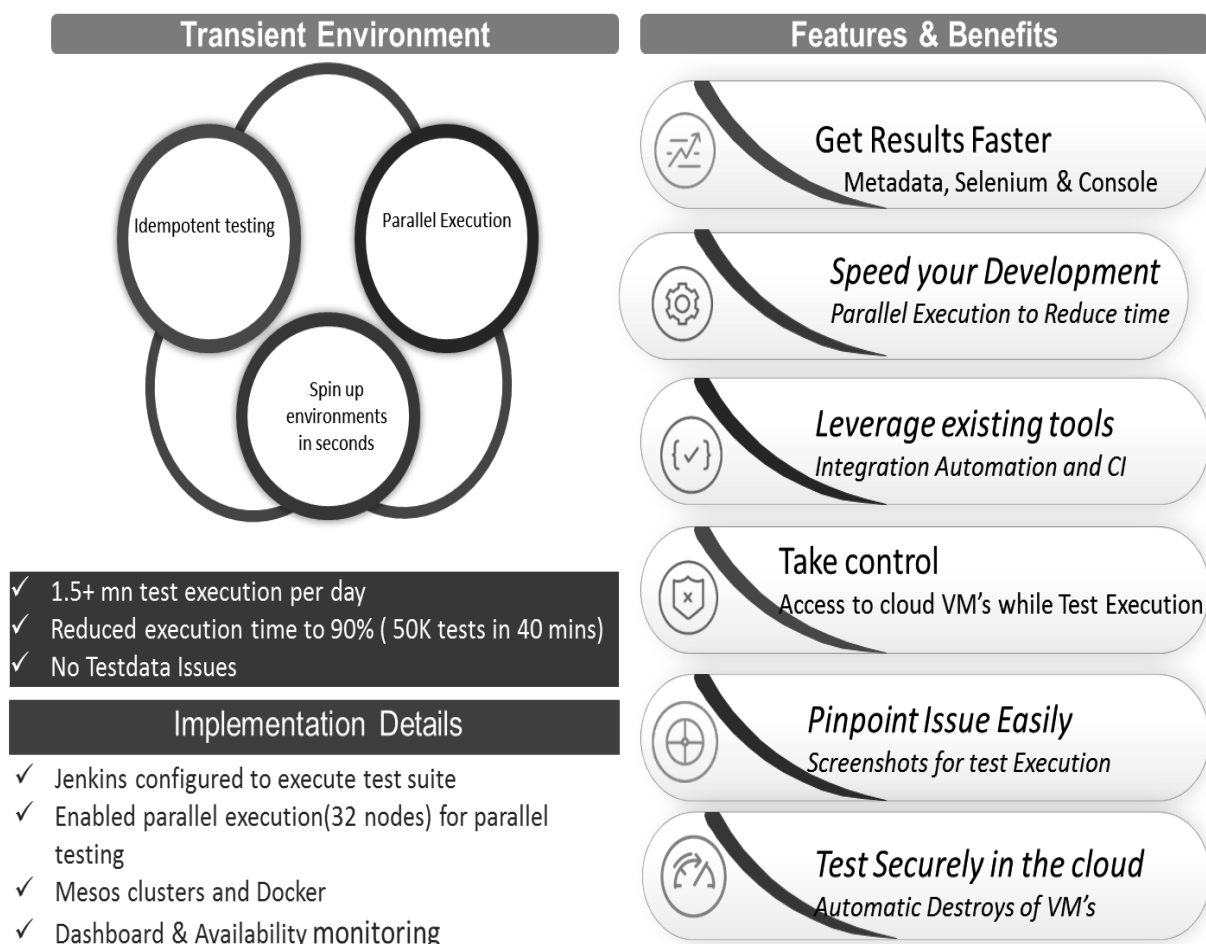 Transient Environment
Idempotent testing
Parallel Execution
Spin up
environments
in seconds
1.5+ mn test execution per day
Reduced execution time to 90% ( 50K tests in 40 mins)
No Testdata Issues
Implementation Details
Jenkins configured to execute test suite
Enabled parallel execution(32 nodes) for parallel
testing
Mesos clusters and Docker
Dashboard & Availability monitoring
Features & Benefits
Get Results Faster
Metadata, Selenium & Console
Speed your Development
Parallel Execution to Reduce time
Leverage existing tools
Integration Automation and CI
Take control
Access to cloud VM's while Test Execution
Pinpoint Issue Easily
Screenshots for test Execution
Test Securely in the cloud
Automatic Destroys of VM's